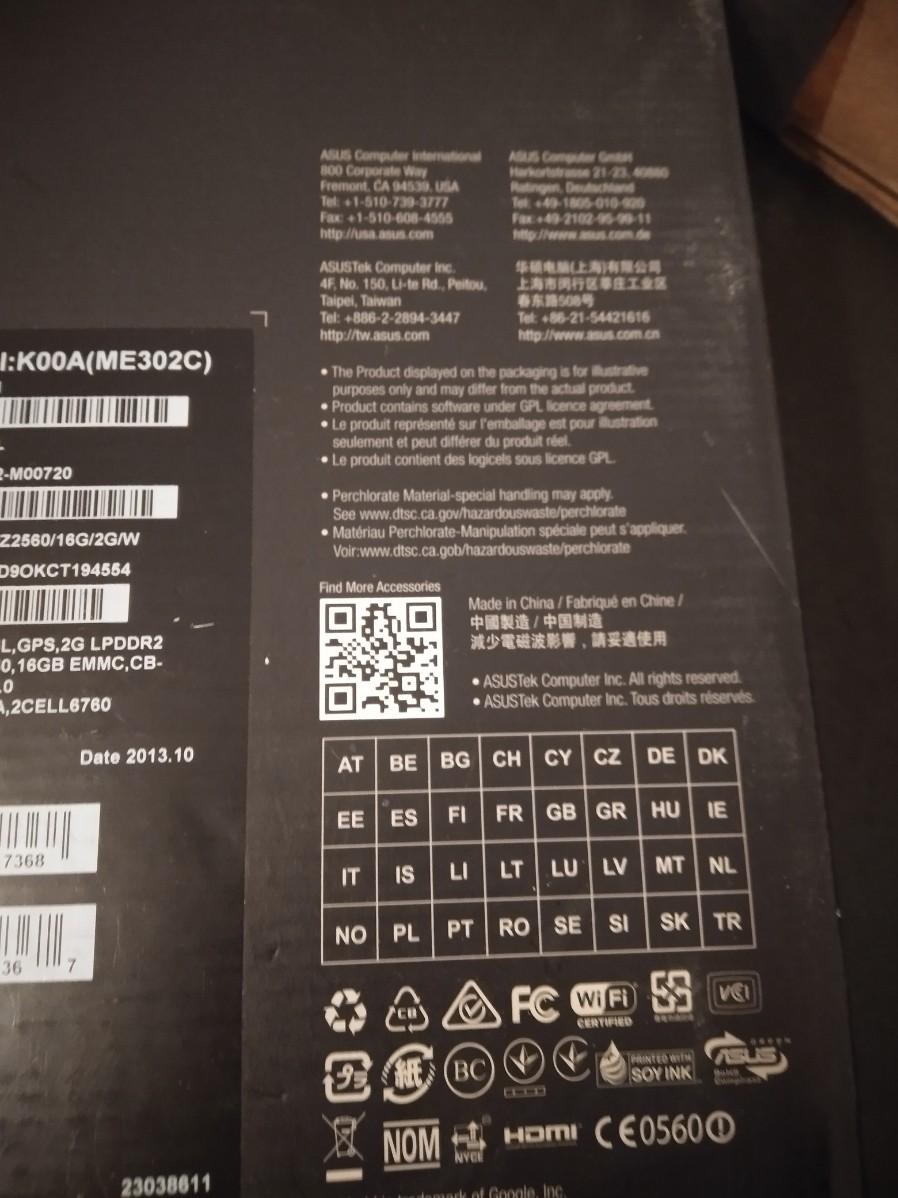 ASUS Computer International
800 Corporate Way
Fremont, CA 94539, USA
Tel: +1-510-739-3777
Fax: +1-510-608-4555
http://usa.asus.com
ASUS Computer GmbH
Harkortstrasse 21-23, 40880
Ratingen, Deutschland
Tel: +49-1805-010-920
Fax:+49-2102-95-99-11
http://www.asus.com.de
ASUSTek Computer Inc.
4F, No. 150, Li-te Rd., Peitou,
Taipei, Taiwan
Tel: +886-2-2894-3447
http://tw.asus.com
华硕电脑(上海)有限公司
上海市闵行区莘庄工业区
春东路508号
Tel: +86-21-54421616
http://www.asus.com.cn
I:K00A(ME302C)
2-M00720
Z2560/16G/2G/W
D9OKCT194554
L,GPS,2G LPDDR2
0,16GB EMMC,CB-
.0
A,2CELL6760
Date 2013.10
7368
36 7
23038611
• The Product displayed on the packaging is for illustrative
purposes only and may differ from the actual product.
• Product contains software under GPL licence agreement.
• Le produit représenté sur l'emballage est pour illustration
seulement et peut différer du produit réel.
• Le produit contient des logicels sous licence GPL.
• Perchlorate Material-special handling may apply.
See www.dtsc.ca.gov/hazardouswaste/perchlorate
• Matériau Perchlorate-Manipulation spéciale peut s'appliquer.
Voir:www.dtsc.ca.gob/hazardouswaste/perchlorate
Find More Accessories
Made in China / Fabriqué en Chine /
中國製造 / 中国制造
減少電磁波影響，請妥適使用
• ASUSTek Computer Inc. All rights reserved.
• ASUSTek Computer Inc. Tous droits réservés.
AT BE BG CH CY CZ DE DK
EE ES FI FR GB GR HU IE
IT IS LI LT LU LV MT NL
NO PL PT RO SE SI SK TR
CB FC WiFi CERTIFIED VCI
プラ 紙 BC PRINTED WITH SOY INK ASUS
NOM NYCE HDMI CE0560
trademark of Google, Inc.